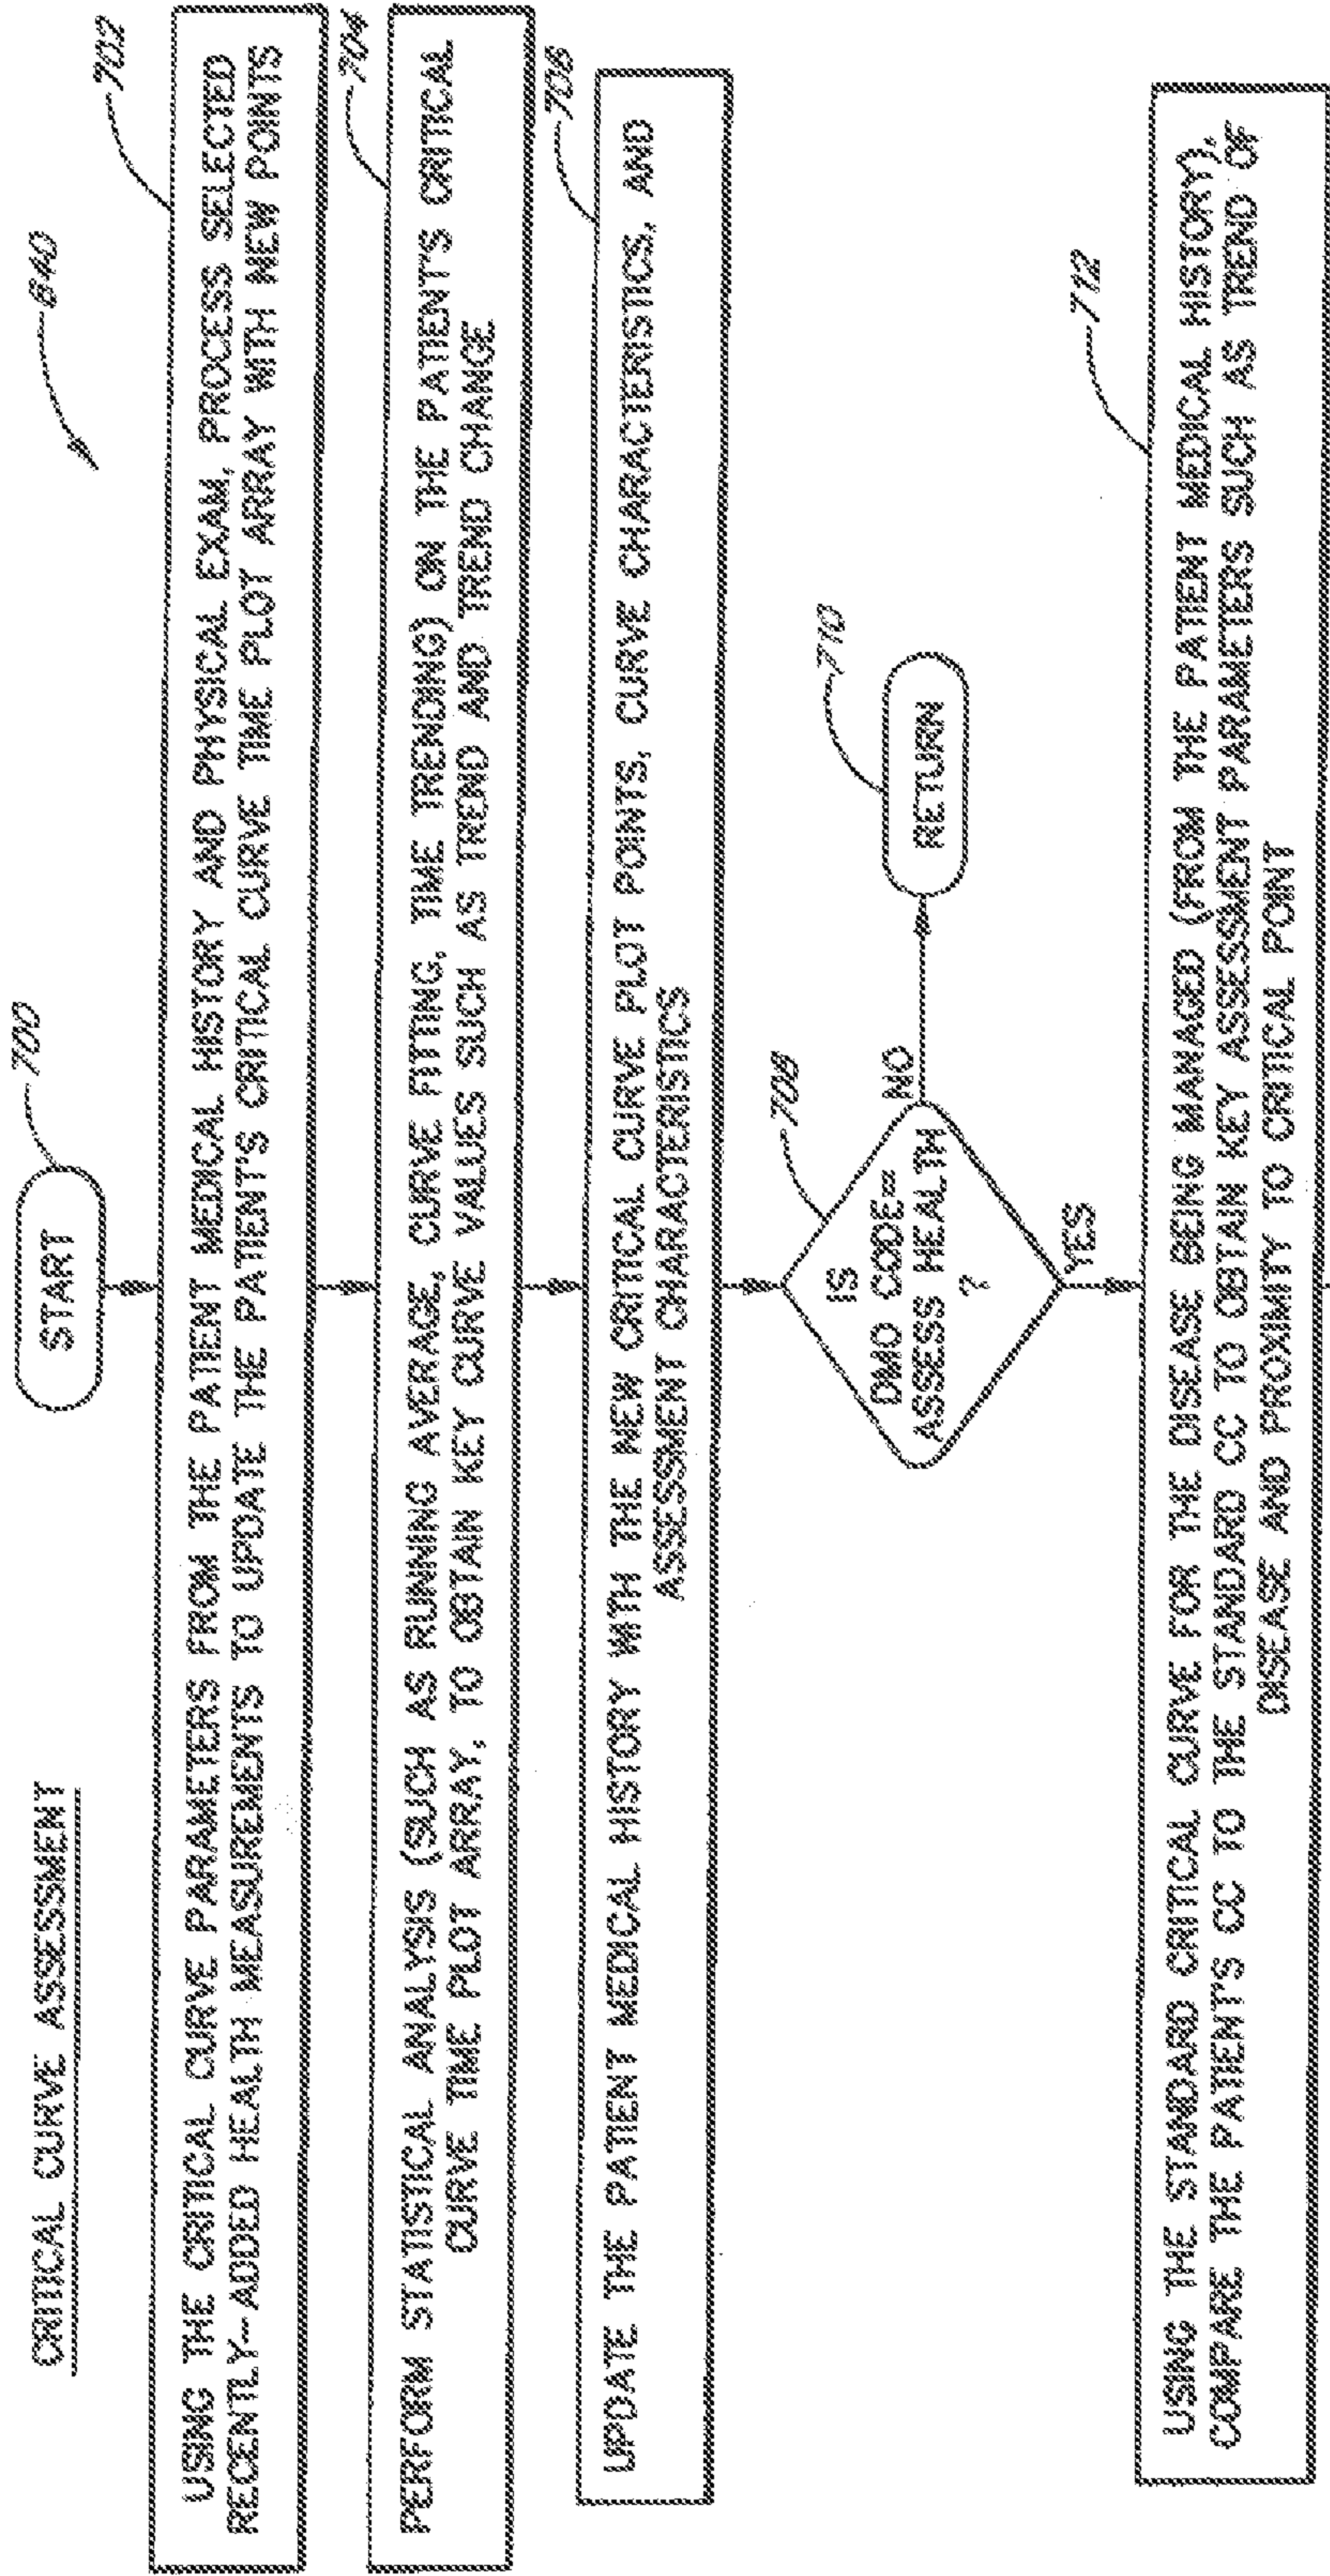 CRITICAL CURVE ASSESSMENT
640
START
700
702
USING THE CRITICAL CURVE PARAMETERS FROM THE PATIENT MEDICAL HISTORY AND PHYSICAL EXAM, PROCESS SELECTED
RECENTLY-ADDED HEALTH MEASUREMENTS TO UPDATE THE PATIENT'S CRITICAL CURVE TIME PLOT ARRAY WITH NEW POINTS
704
PERFORM STATISTICAL ANALYSIS (SUCH AS RUNNING AVERAGE, CURVE FITTING, TIME TRENDING) ON THE PATIENT'S CRITICAL
CURVE TIME PLOT ARRAY, TO OBTAIN KEY CURVE VALUES SUCH AS TREND AND TREND CHANGE
706
UPDATE THE PATIENT MEDICAL HISTORY WITH THE NEW CRITICAL CURVE PLOT POINTS, CURVE CHARACTERISTICS, AND
ASSESSMENT CHARACTERISTICS
708
IS
DMO CODE=
ASSESS HEALTH
?
NO
710
RETURN
YES
712
USING THE STANDARD CRITICAL CURVE FOR THE DISEASE BEING MANAGED (FROM THE PATIENT MEDICAL HISTORY),
COMPARE THE PATIENT'S CC TO THE STANDARD CC TO OBTAIN KEY ASSESSMENT PARAMETERS SUCH AS TREND OF
DISEASE AND PROXIMITY TO CRITICAL POINT